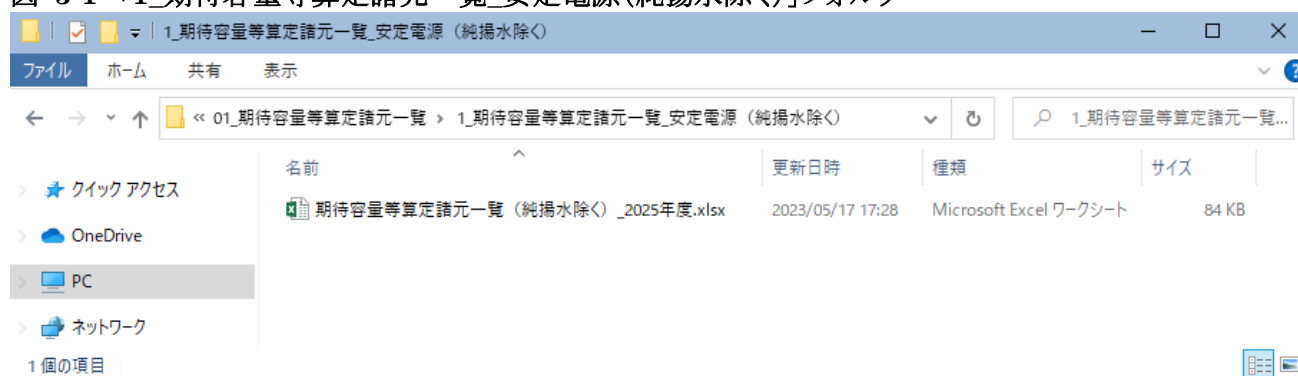 1_期待容量等算定諸元一覧_安定電源（純揚水除く）
ファイル ホーム 共有 表示
« 01_期待容量等算定諸元一覧 › 1_期待容量等算定諸元一覧_安定電源（純揚水除く） 1_期待容量等算定諸元一覧...
名前 更新日時 種類 サイズ
クイック アクセス
期待容量等算定諸元一覧（純揚水除く）_2025年度.xlsx 2023/05/17 17:28 Microsoft Excel ワークシート 84 KB
OneDrive
PC
ネットワーク
1 個の項目